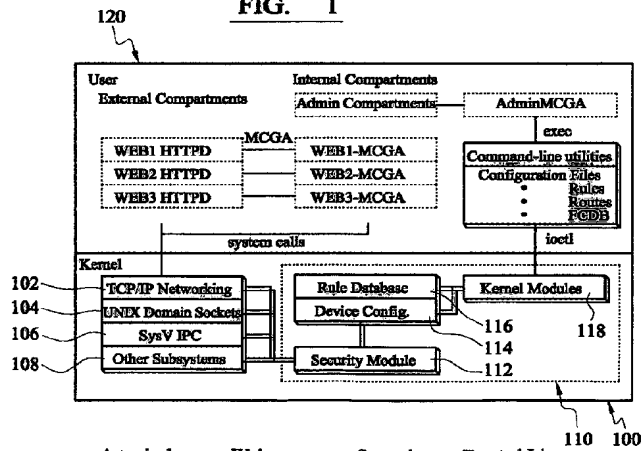 FIG. 1
120
User
External Compartments
Internal Compartments
Admin Compartments
AdminMCGA
exec
MCGA
WEB1 HTTPD
WEB1-MCGA
WEB2 HTTPD
WEB2-MCGA
WEB3 HTTPD
WEB3-MCGA
Command-line utilities
Configuration Files
• Rules
• Routes
• FCDB
system calls
ioctl
Kernel
102
TCP/IP Networking
104
UNIX Domain Sockets
106
SysV IPC
108
Other Subsystems
Rule Database
116
Device Config.
114
Security Module
112
Kernel Modules
118
110
100